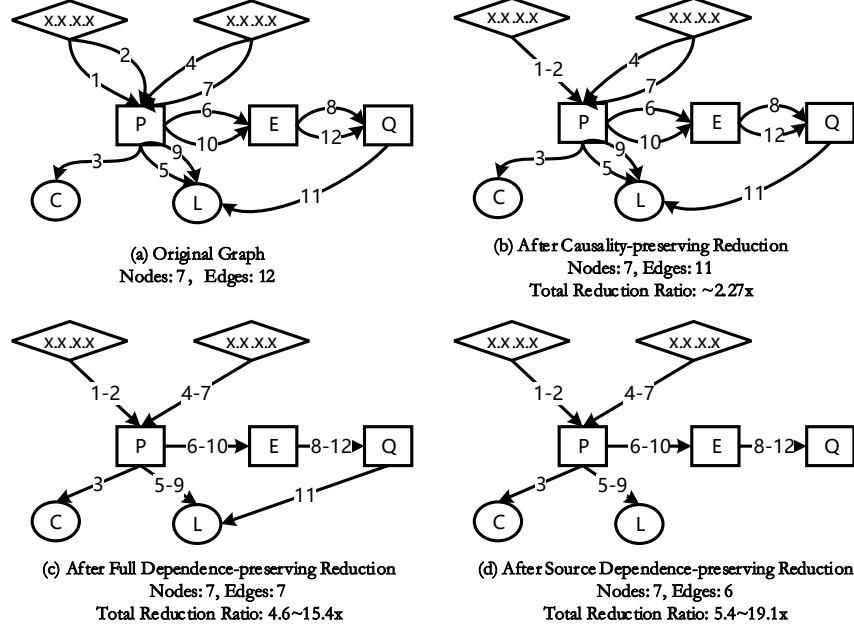 x.x.x.x x.x.x.x
1 2 4 7
P 6 10 E 8 12 Q
3 5 9 11
C L
(a) Original Graph
Nodes: 7, Edges: 12
x.x.x.x x.x.x.x
1-2 4 7
P 6 10 E 8 12 Q
3 5 9 11
C L
(b) After Causality-preserving Reduction
Nodes: 7, Edges: 11
Total Reduction Ratio: ~2.27x
x.x.x.x x.x.x.x
1-2 4-7
P 6-10 E 8-12 Q
3 5-9 11
C L
(c) After Full Dependence-preserving Reduction
Nodes: 7, Edges: 7
Total Reduction Ratio: 4.6~15.4x
x.x.x.x x.x.x.x
1-2 4-7
P 6-10 E 8-12 Q
3 5-9
C L
(d) After Source Dependence-preserving Reduction
Nodes: 7, Edges: 6
Total Reduction Ratio: 5.4~19.1x